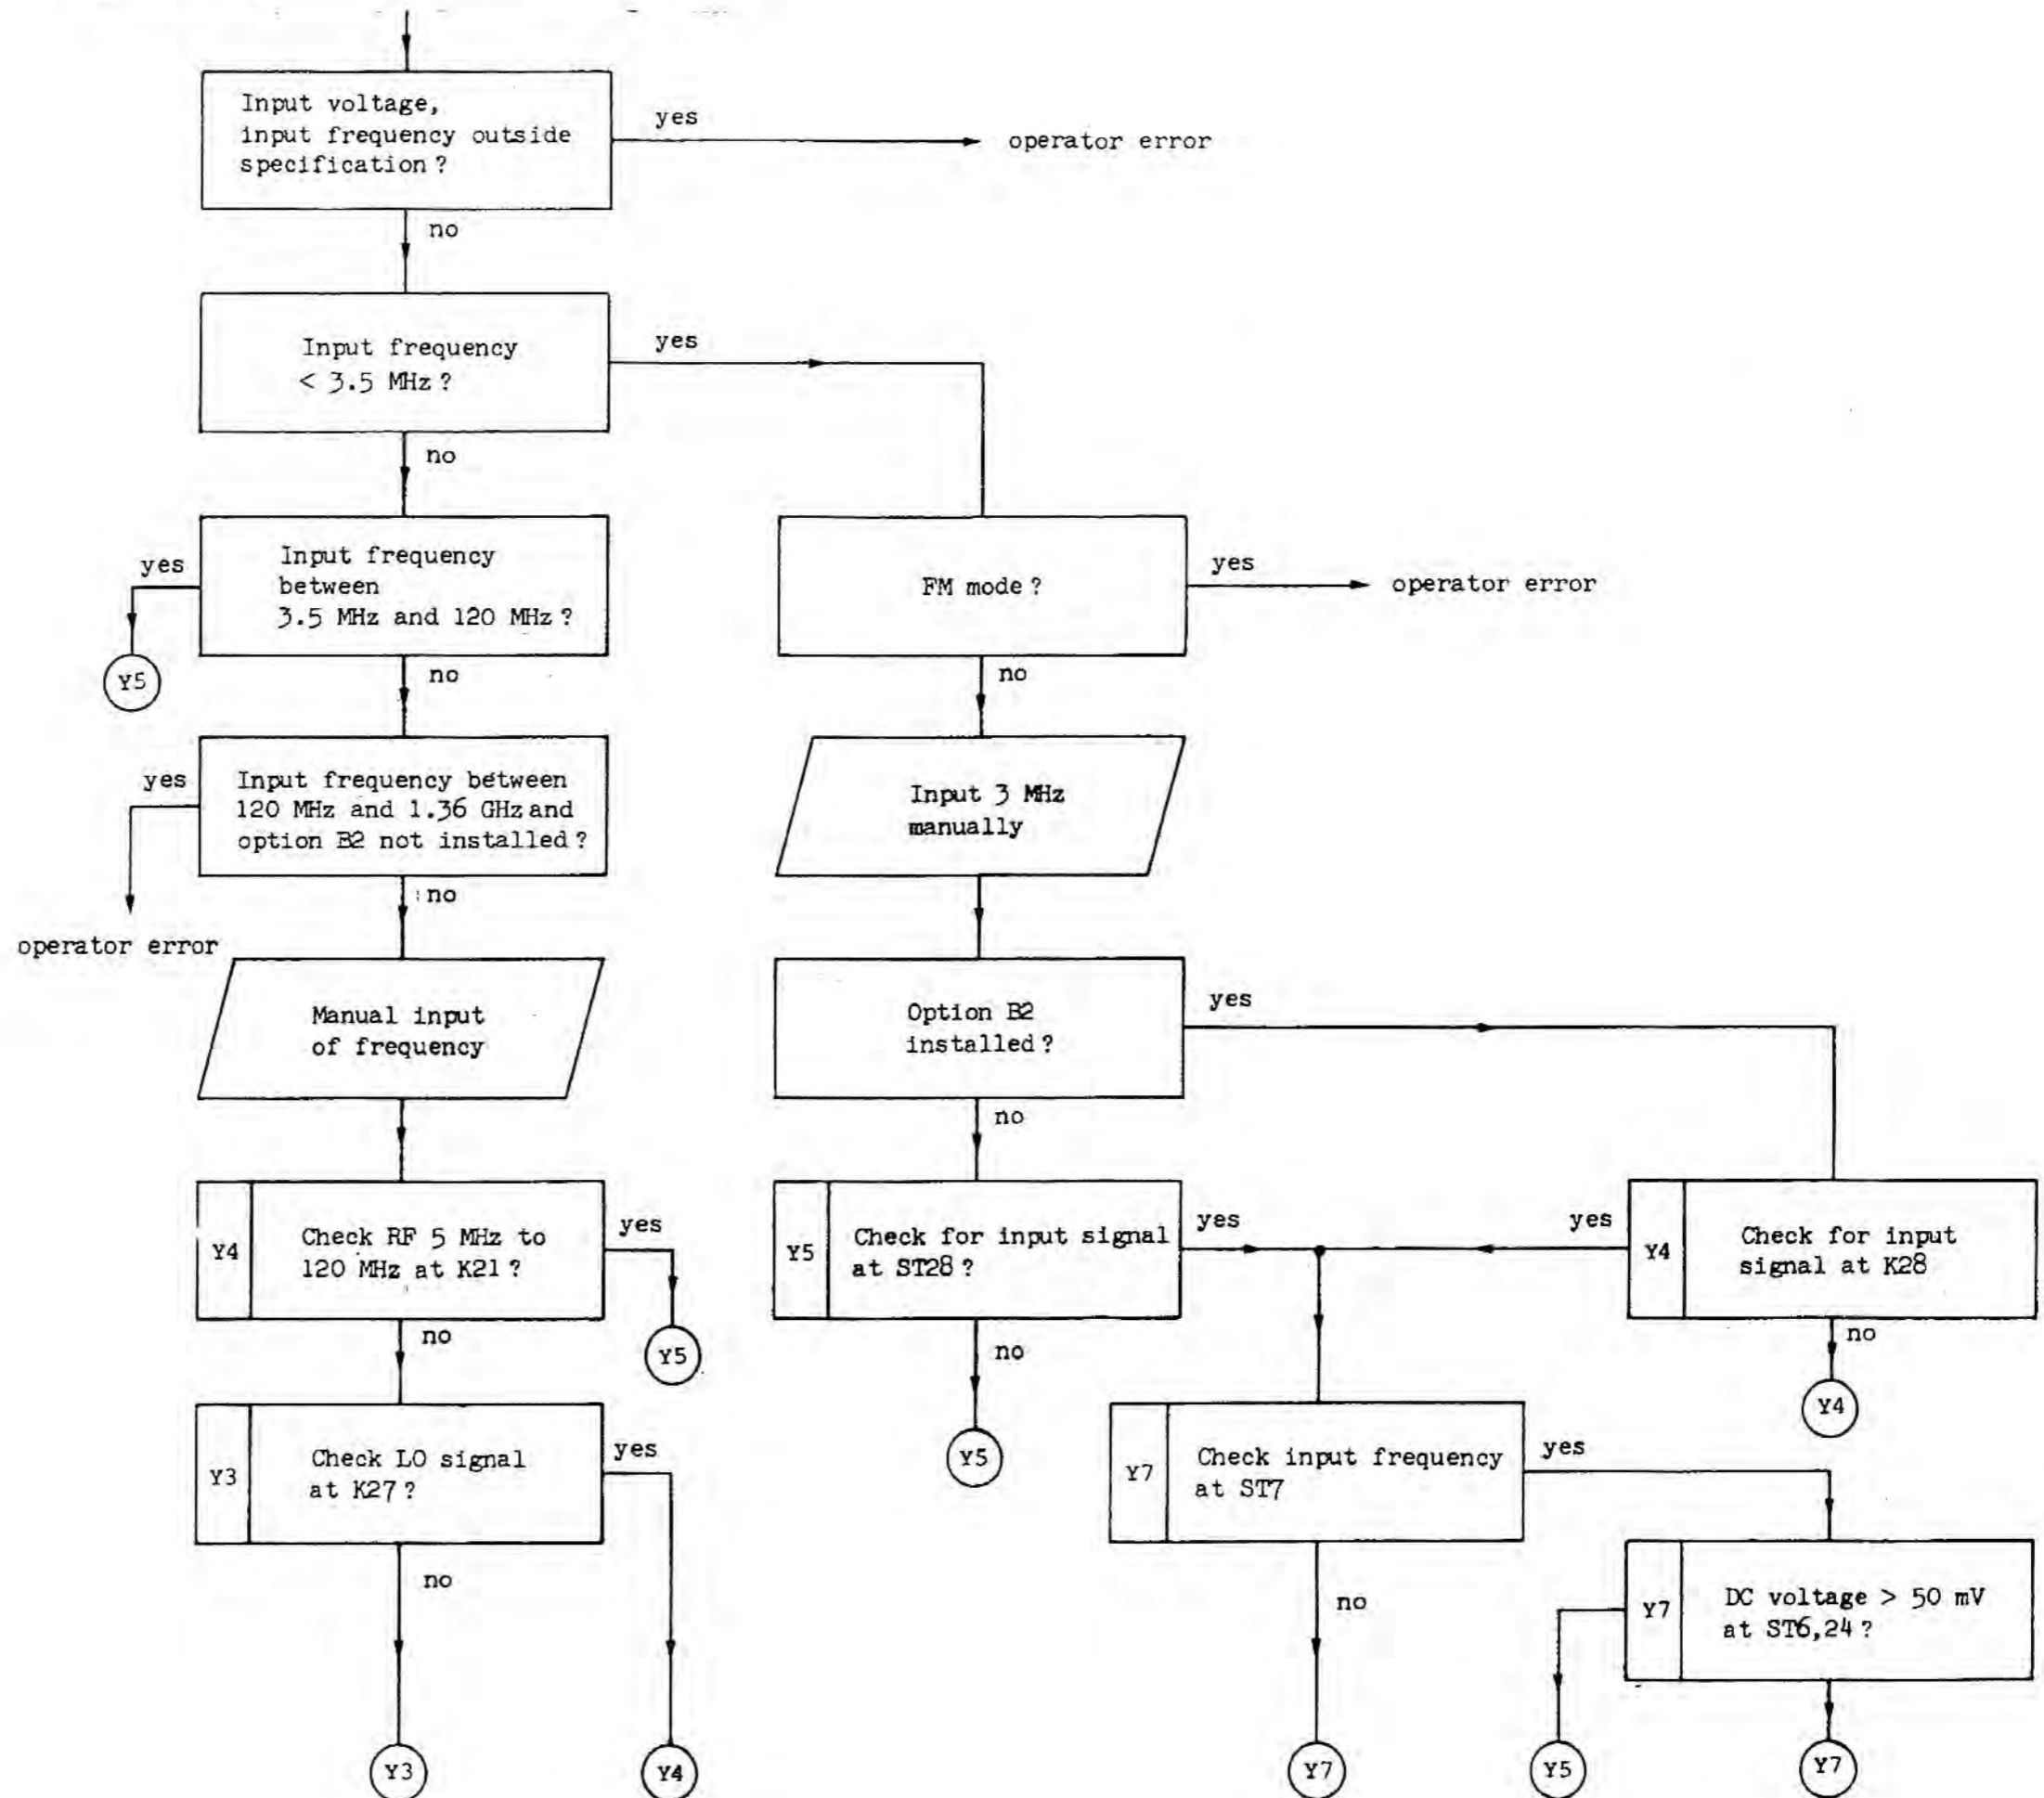 Input voltage,
input frequency outside
specification?
yes
operator error
no
Input frequency
< 3.5 MHz?
yes
no
Input frequency
between
3.5 MHz and 120 MHz?
yes
Y5
no
FM mode?
yes
operator error
no
Input frequency between
120 MHz and 1.36 GHz and
option B2 not installed?
yes
operator error
no
Input 3 MHz
manually
Manual input
of frequency
Option B2
installed?
yes
no
Y4
Check RF 5 MHz to
120 MHz at K21?
yes
Y5
no
Y5
Check for input signal
at ST28?
yes
no
Y5
yes
Y4
Check for input
signal at K28
no
Y4
Y3
Check LO signal
at K27?
yes
no
Y3
Y4
Y7
Check input frequency
at ST7
yes
no
Y7
Y7
DC voltage > 50 mV
at ST6,24?
Y5
Y7